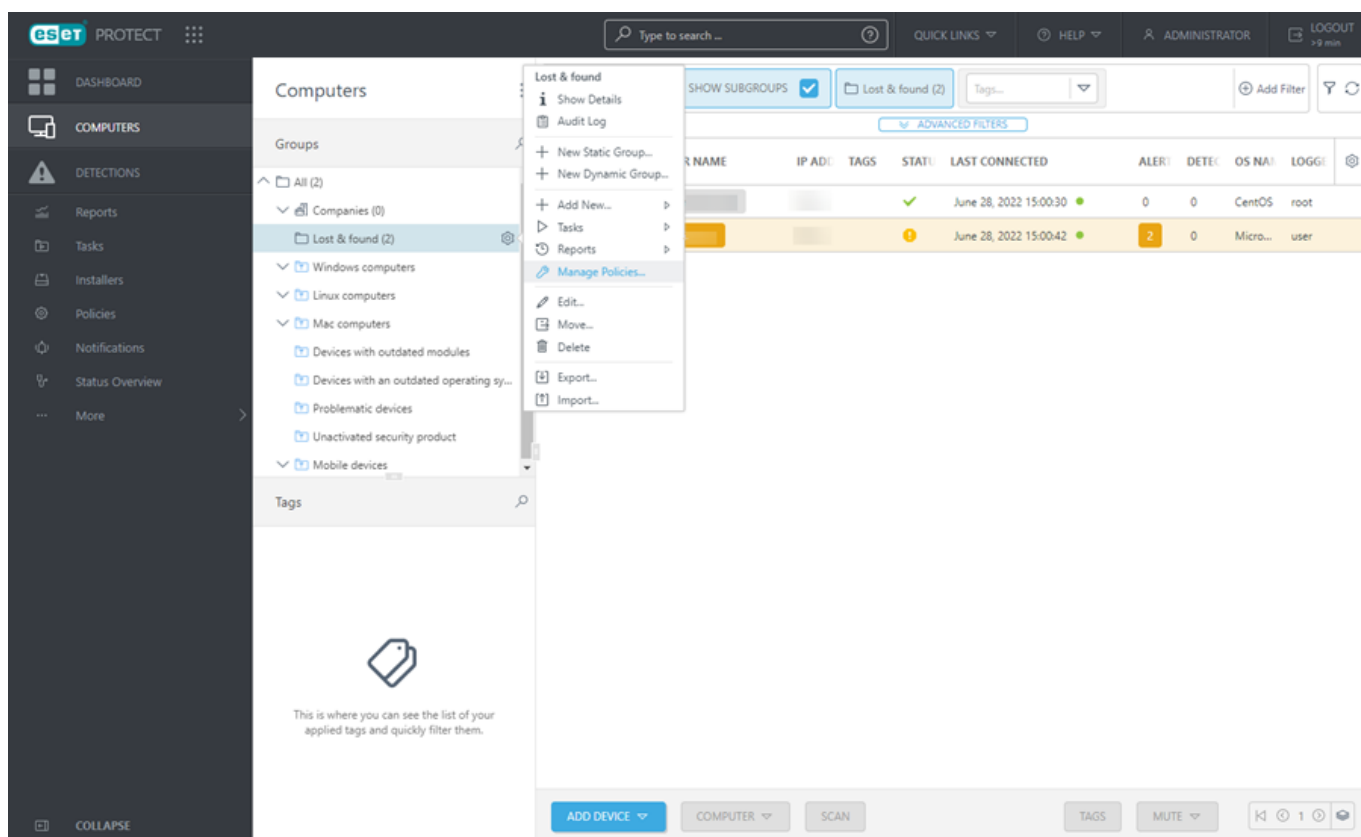 eset PROTECT
Type to search ...
QUICK LINKS
HELP
ADMINISTRATOR
LOGOUT
>9 min
DASHBOARD
COMPUTERS
DETECTIONS
Reports
Tasks
Installers
Policies
Notifications
Status Overview
More
COLLAPSE
Computers
Groups
All (2)
Companies (0)
Lost & found (2)
Windows computers
Linux computers
Mac computers
Devices with outdated modules
Devices with an outdated operating sy...
Problematic devices
Unactivated security product
Mobile devices
Tags
This is where you can see the list of your
applied tags and quickly filter them.
Lost & found
Show Details
Audit Log
New Static Group...
New Dynamic Group...
Add New...
Tasks
Reports
Manage Policies...
Edit...
Move...
Delete
Export...
Import...
SHOW SUBGROUPS
Lost & found (2)
Tags...
Add Filter
ADVANCED FILTERS
R NAME IP ADD TAGS STATU LAST CONNECTED ALERT DETEC OS NAM LOGGE
June 28, 2022 15:00:30 0 0 CentOS root
June 28, 2022 15:00:42 2 0 Micro... user
ADD DEVICE
COMPUTER
SCAN
TAGS
MUTE
1